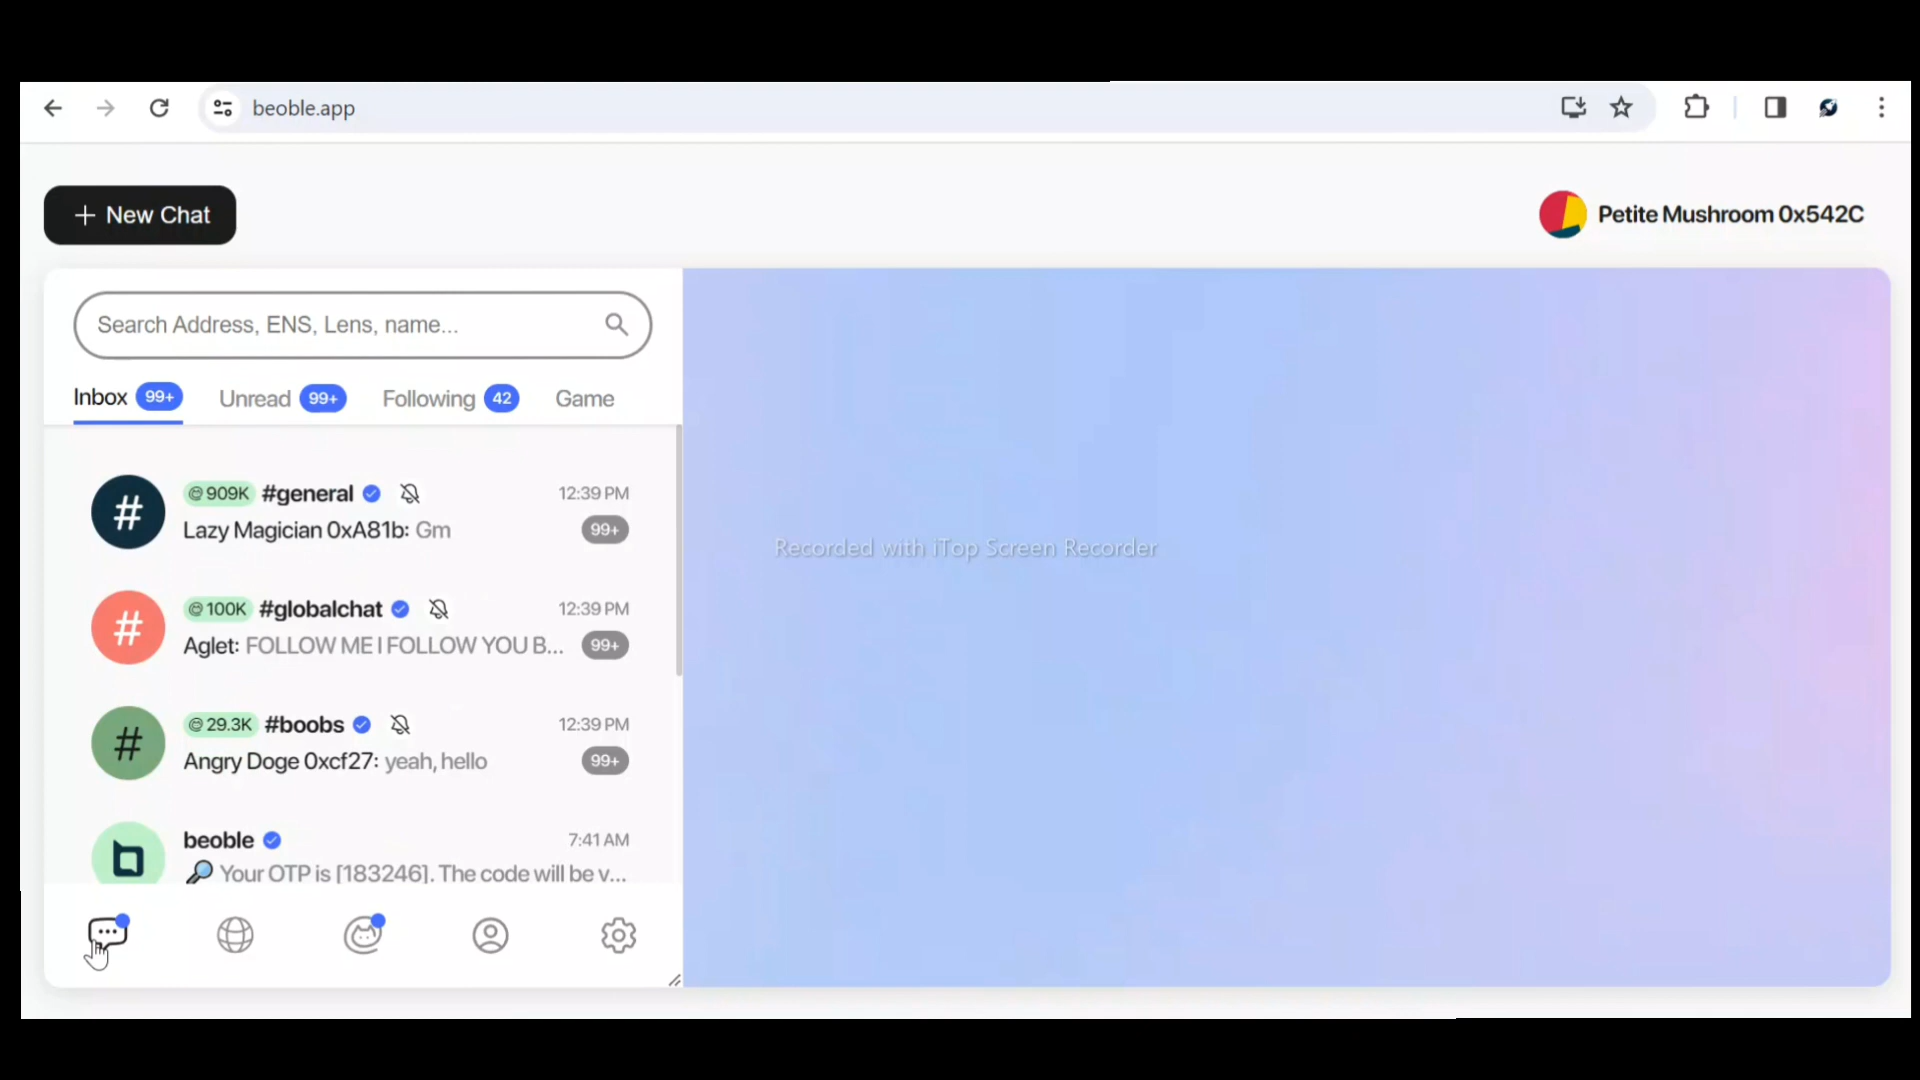 beoble.app
+ New Chat
Petite Mushroom 0x542C
Search Address, ENS, Lens, name...
Inbox 99+ Unread 99+ Following 42 Game
909K #general 12:39 PM
Lazy Magician 0xA81b: Gm 99+
100K #globalchat 12:39 PM
Aglet: FOLLOW ME I FOLLOW YOU B... 99+
29.3K #boobs 12:39 PM
Angry Doge 0xcf27: yeah, hello 99+
beoble 7:41 AM
Your OTP is [183246]. The code will be v...
Recorded with iTop Screen Recorder